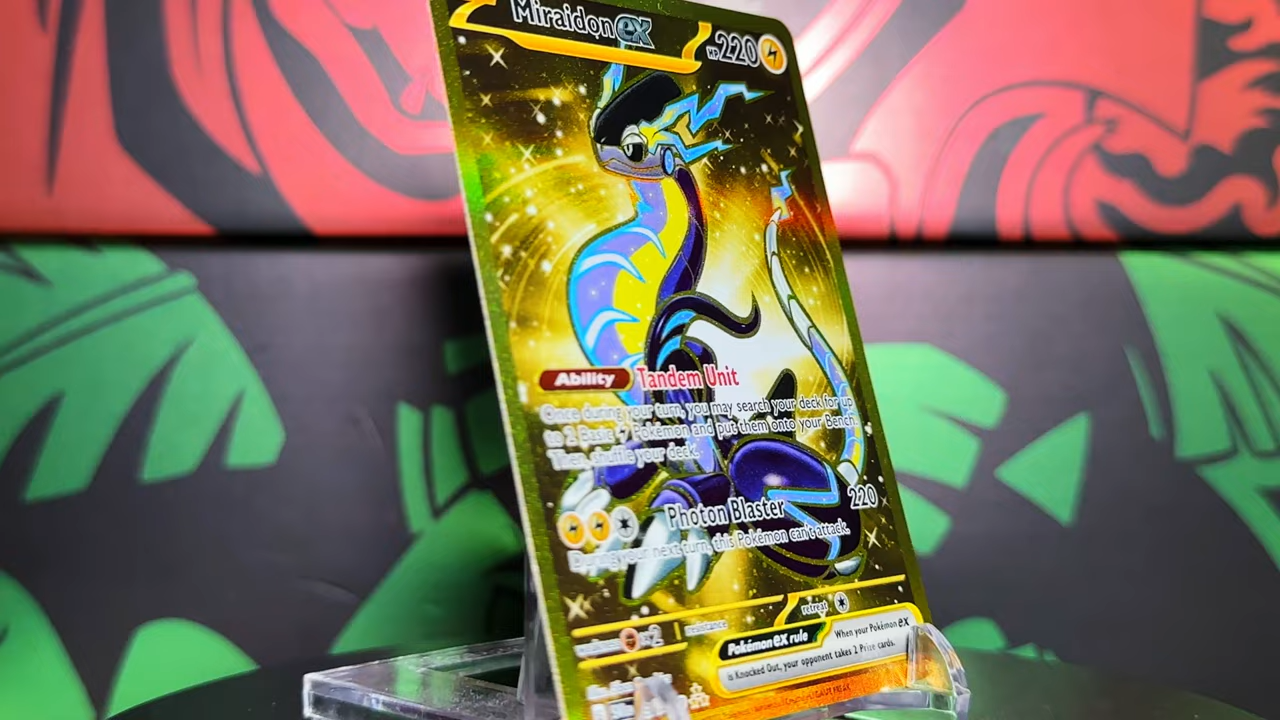 Miraidon ex
HP 220
Ability Tandem Unit
Once during your turn, you may search your deck for up
to 2 Basic Pokémon and put them onto your Bench.
Then, shuffle your deck.
Photon Blaster 220
During your next turn, this Pokémon can't attack.
weakness ×2 resistance retreat
Pokémon ex rule When your Pokémon ex
is Knocked Out, your opponent takes 2 Prize cards.